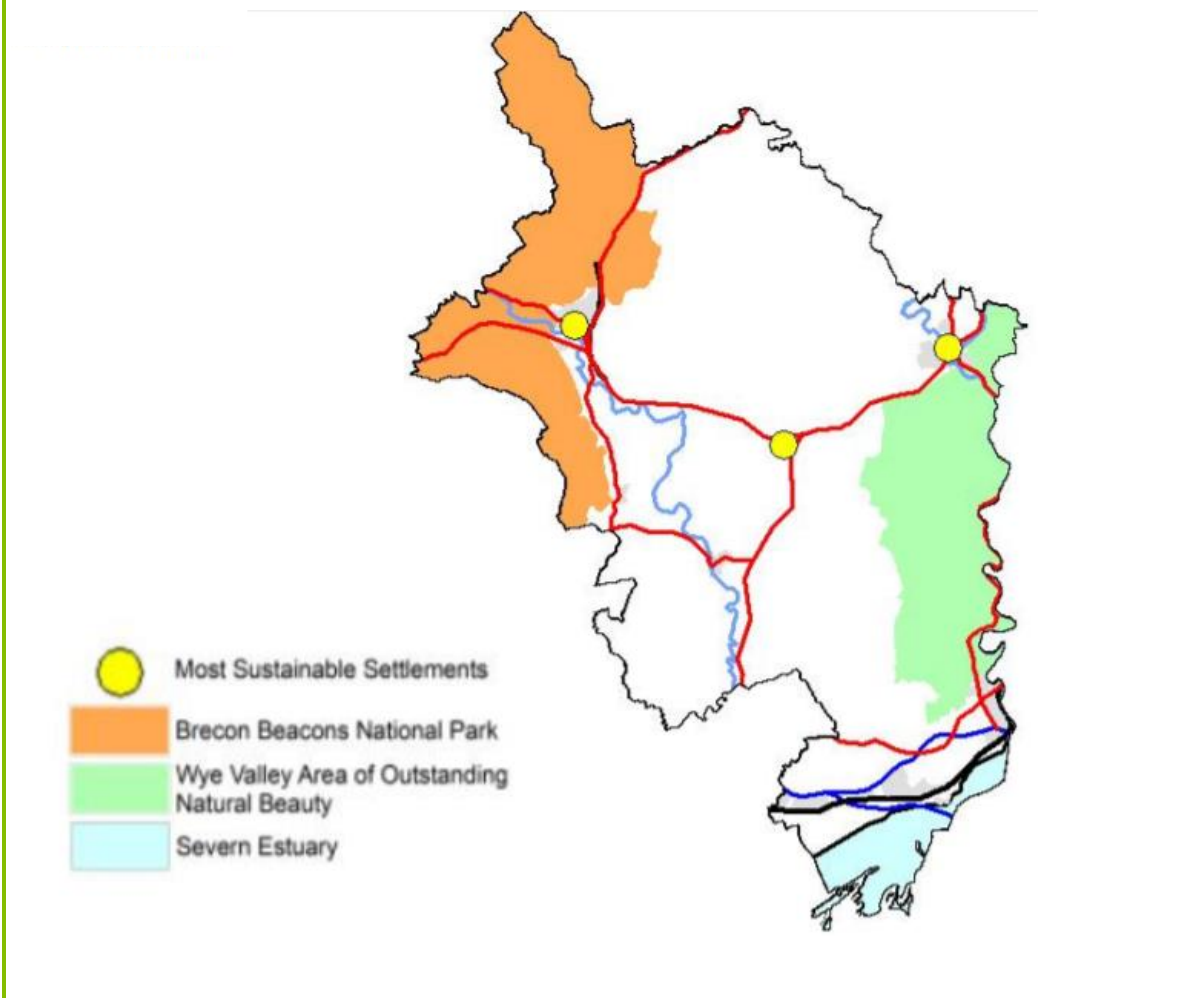 Most Sustainable Settlements
Brecon Beacons National Park
Wye Valley Area of Outstanding
Natural Beauty
Severn Estuary